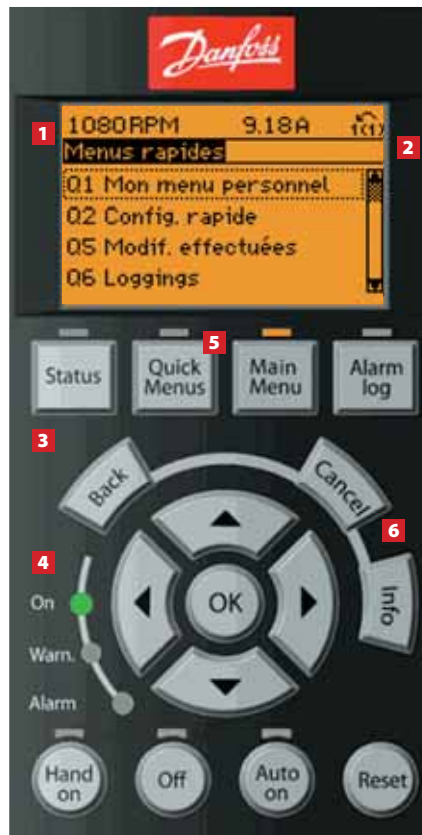 Danfoss
1
1080RPM 9.18A 1(1)
Menus rapides
2
Q1 Mon menu personnel
Q2 Config. rapide
Q5 Modif. effectuées
Q6 Loggings
5
Status
Quick Menus
Main Menu
Alarm log
3
Back
Cancel
6
Info
4
OK
On
Warn.
Alarm
Hand on
Off
Auto on
Reset